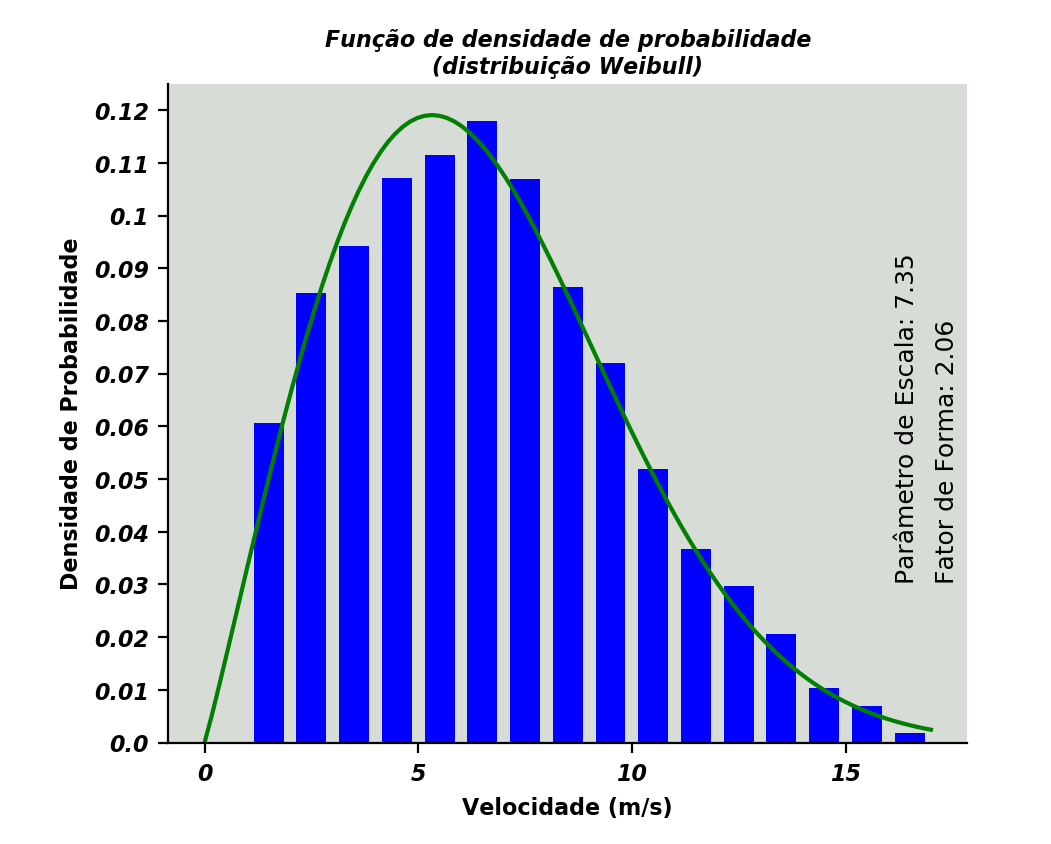 Função de densidade de probabilidade
(distribuição Weibull)
Densidade de Probabilidade
0.12
0.11
0.1
0.09
0.08
0.07
0.06
0.05
0.04
0.03
0.02
0.01
0.0
Parâmetro de Escala: 7.35
Fator de Forma: 2.06
0
5
10
15
Velocidade (m/s)